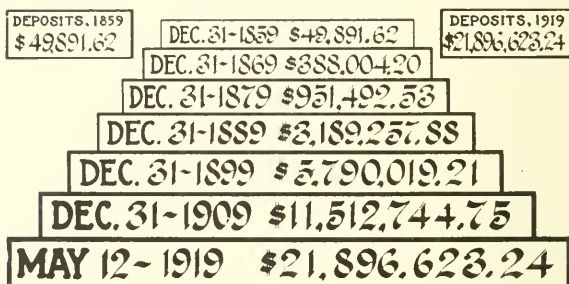 DEPOSITS, 1859
$49,891.62
DEPOSITS, 1919
$21,896,623.24
DEC. 31-1859 $49,891.62
DEC. 31-1869 $388,004.20
DEC. 31-1879 $951,492.53
DEC. 31-1889 $3,189,257.88
DEC. 31-1899 $5,790,019.21
DEC. 31-1909 $11,512,744.75
MAY 12-1919 $21,896,623.24